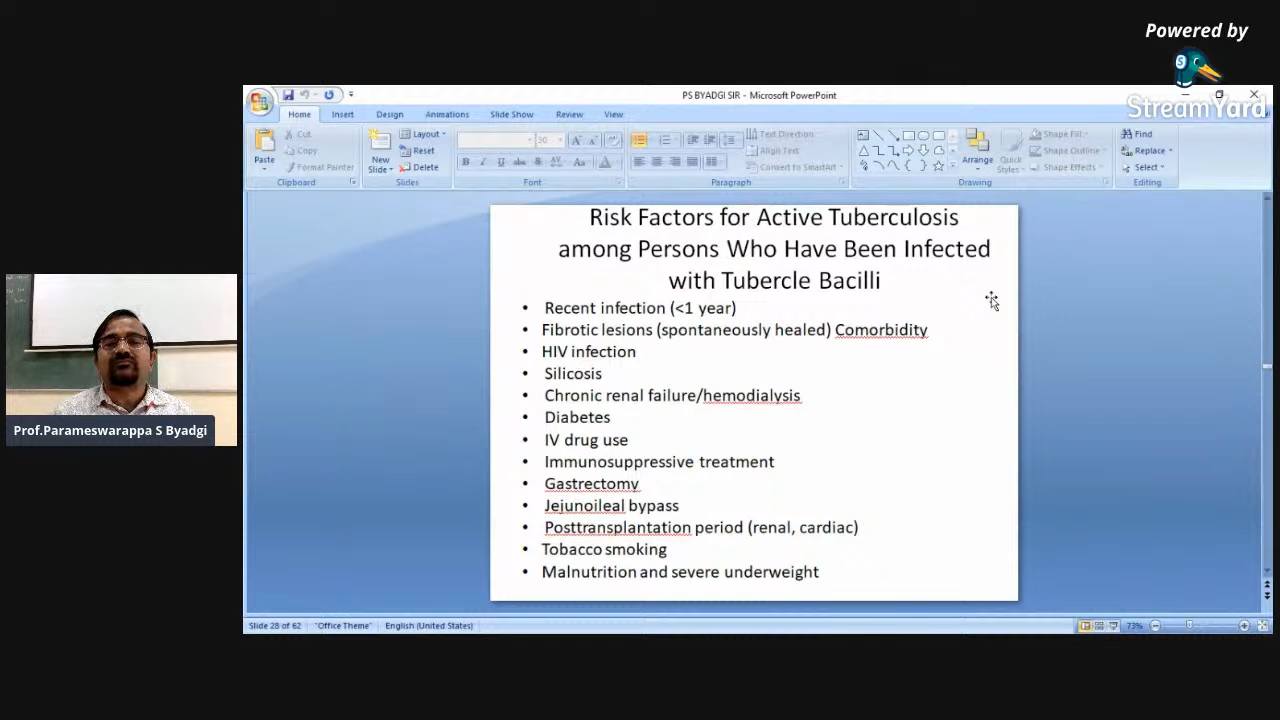 Powered by
StreamYard
PS BYADGI SIR - Microsoft PowerPoint
Home Insert Design Animations Slide Show Review View
Paste
Cut
Copy
Format Painter
Clipboard
New
Slide
Layout
Reset
Delete
Slides
30
Font
Text Direction
Align Text
Convert to SmartArt
Paragraph
Arrange
Quick
Styles
Shape Fill
Shape Outline
Shape Effects
Drawing
Find
Replace
Select
Editing
Risk Factors for Active Tuberculosis
among Persons Who Have Been Infected
with Tubercle Bacilli
• Recent infection (<1 year)
• Fibrotic lesions (spontaneously healed) Comorbidity
• HIV infection
• Silicosis
• Chronic renal failure/hemodialysis
• Diabetes
• IV drug use
• Immunosuppressive treatment
• Gastrectomy
• Jejunoileal bypass
• Posttransplantation period (renal, cardiac)
• Tobacco smoking
• Malnutrition and severe underweight
Prof.Parameswarappa S Byadgi
Slide 28 of 62 "Office Theme" English (United States) 73%